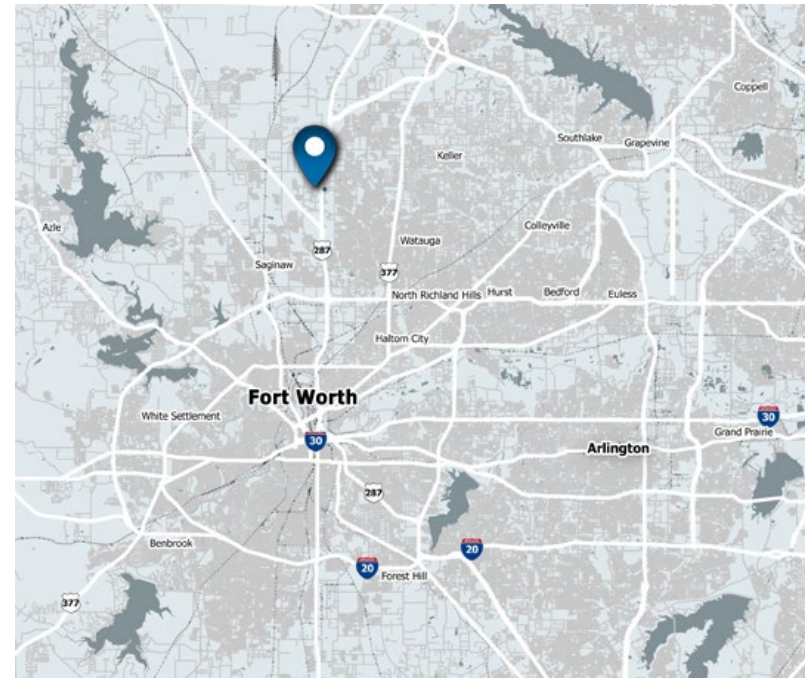 Coppell
Southlake
Grapevine
Keller
Azle
Colleyville
Watauga
287
Saginaw
377
North Richland Hills
Hurst
Bedford
Euless
Haltom City
Fort Worth
White Settlement
30
Grand Prairie
30
Arlington
287
Benbrook
20
20
Forest Hill
377